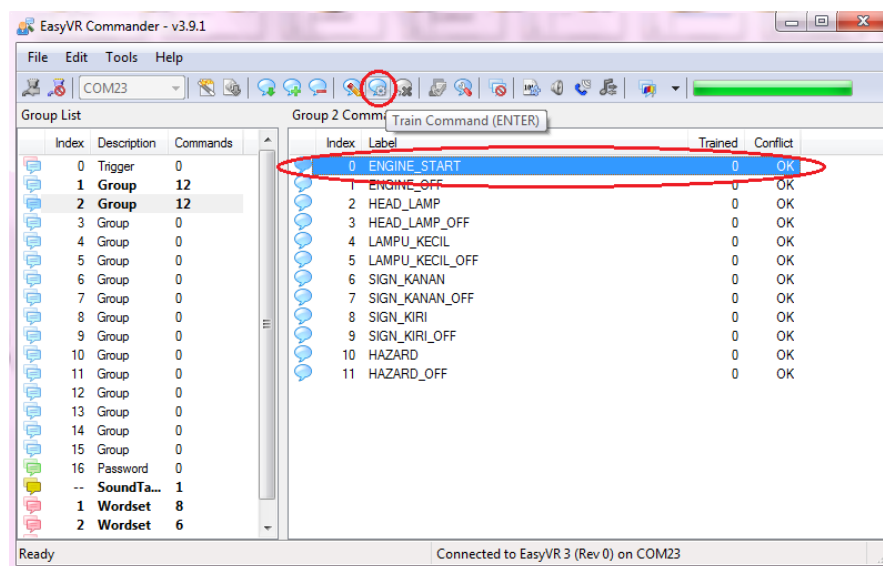 EasyVR Commander - v3.9.1
File Edit Tools Help
COM23
Group List
Group 2 Comma
Train Command (ENTER)
Index Description Commands
Index Label Trained Conflict
0 Trigger 0
0 ENGINE_START 0 OK
1 Group 12
1 ENGINE_OFF 0 OK
2 Group 12
2 HEAD_LAMP 0 OK
3 Group 0
3 HEAD_LAMP_OFF 0 OK
4 Group 0
4 LAMPU_KECIL 0 OK
5 Group 0
5 LAMPU_KECIL_OFF 0 OK
6 Group 0
6 SIGN_KANAN 0 OK
7 Group 0
7 SIGN_KANAN_OFF 0 OK
8 Group 0
8 SIGN_KIRI 0 OK
9 Group 0
9 SIGN_KIRI_OFF 0 OK
10 Group 0
10 HAZARD 0 OK
11 Group 0
11 HAZARD_OFF 0 OK
12 Group 0
13 Group 0
14 Group 0
15 Group 0
16 Password 0
-- SoundTa... 1
1 Wordset 8
2 Wordset 6
Ready
Connected to EasyVR 3 (Rev 0) on COM23